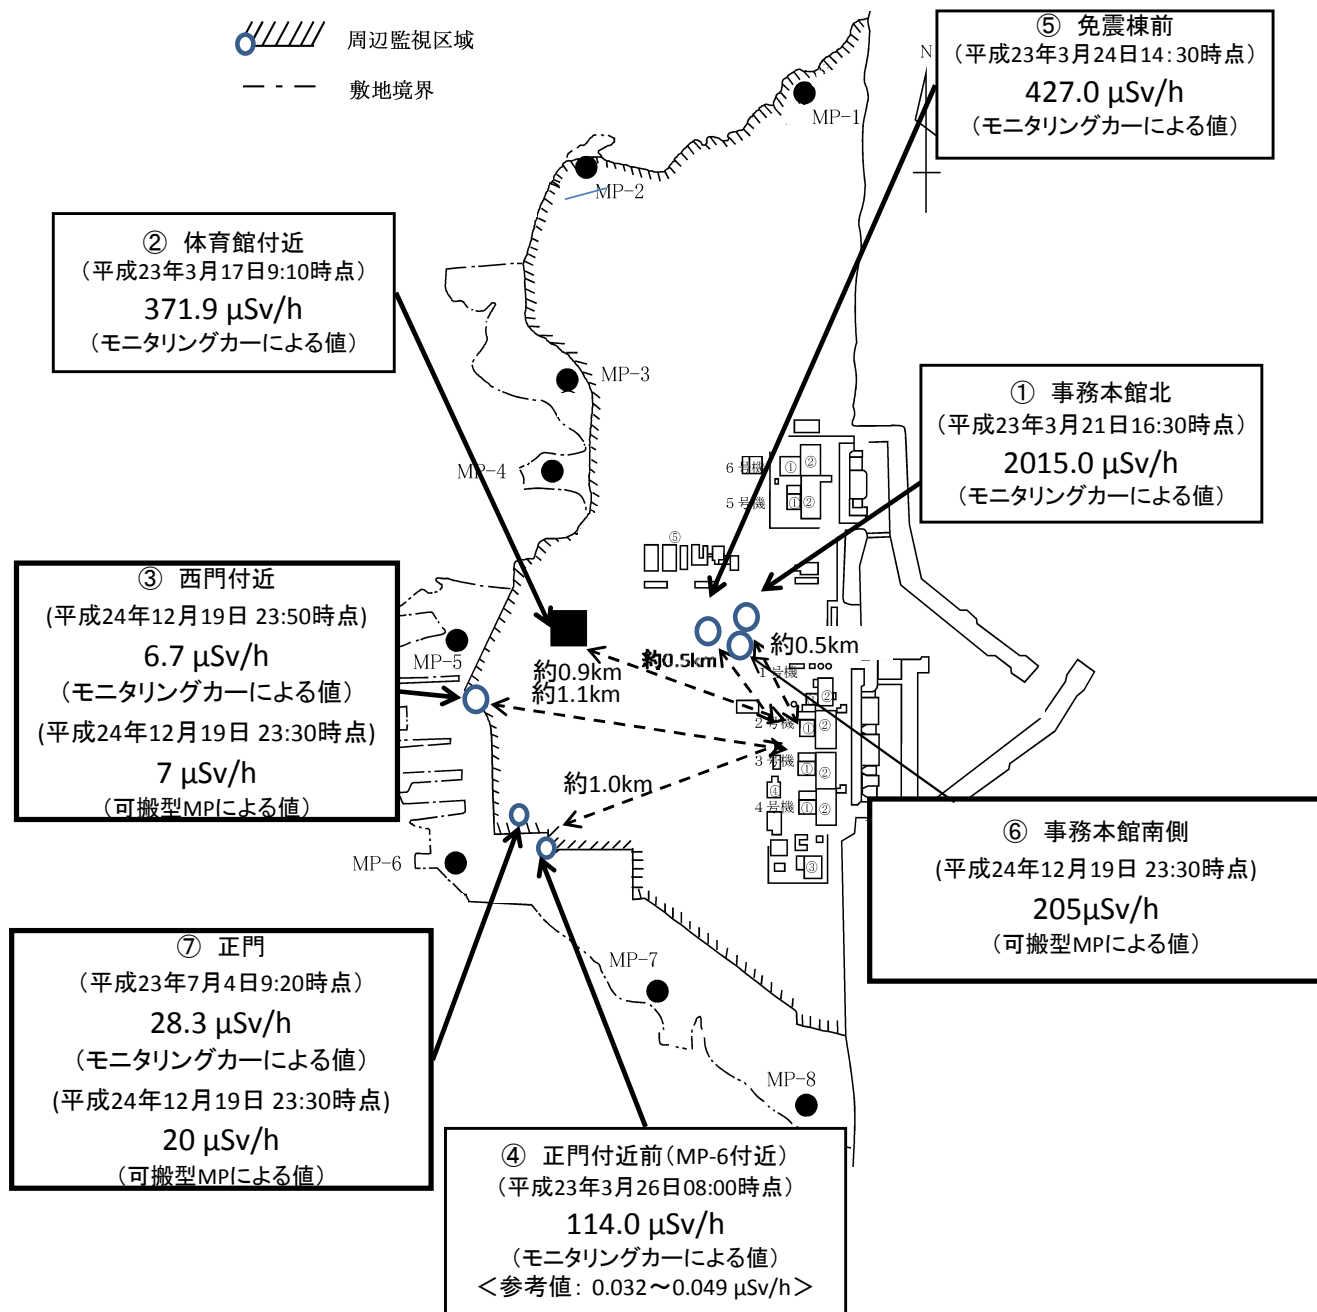 周辺監視区域
敷地境界
⑤ 免震棟前
（平成23年3月24日14：30時点）
427.0 μSv/h
（モニタリングカーによる値）
N
MP-1
MP-2
② 体育館付近
（平成23年3月17日9:10時点）
371.9 μSv/h
（モニタリングカーによる値）
MP-3
① 事務本館北
（平成23年3月21日16:30時点）
2015.0 μSv/h
（モニタリングカーによる値）
MP-4
6号機
① ②
5号機
① ②
⑤
③ 西門付近
(平成24年12月19日 23:50時点)
6.7 μSv/h
（モニタリングカーによる値）
(平成24年12月19日 23:30時点)
7 μSv/h
（可搬型MPによる値）
MP-5
約0.9km
約1.1km
約0.5km
約0.5km
1号機
②
2号機
① ②
3号機
① ②
約1.0km
④
4号機
① ②
③
MP-6
⑥ 事務本館南側
(平成24年12月19日 23:30時点)
205μSv/h
（可搬型MPによる値）
⑦ 正門
（平成23年7月4日9:20時点）
28.3 μSv/h
（モニタリングカーによる値）
(平成24年12月19日 23:30時点)
20 μSv/h
（可搬型MPによる値）
MP-7
MP-8
④ 正門付近前（MP-6付近）
（平成23年3月26日08:00時点）
114.0 μSv/h
（モニタリングカーによる値）
＜参考値： 0.032～0.049 μSv/h＞